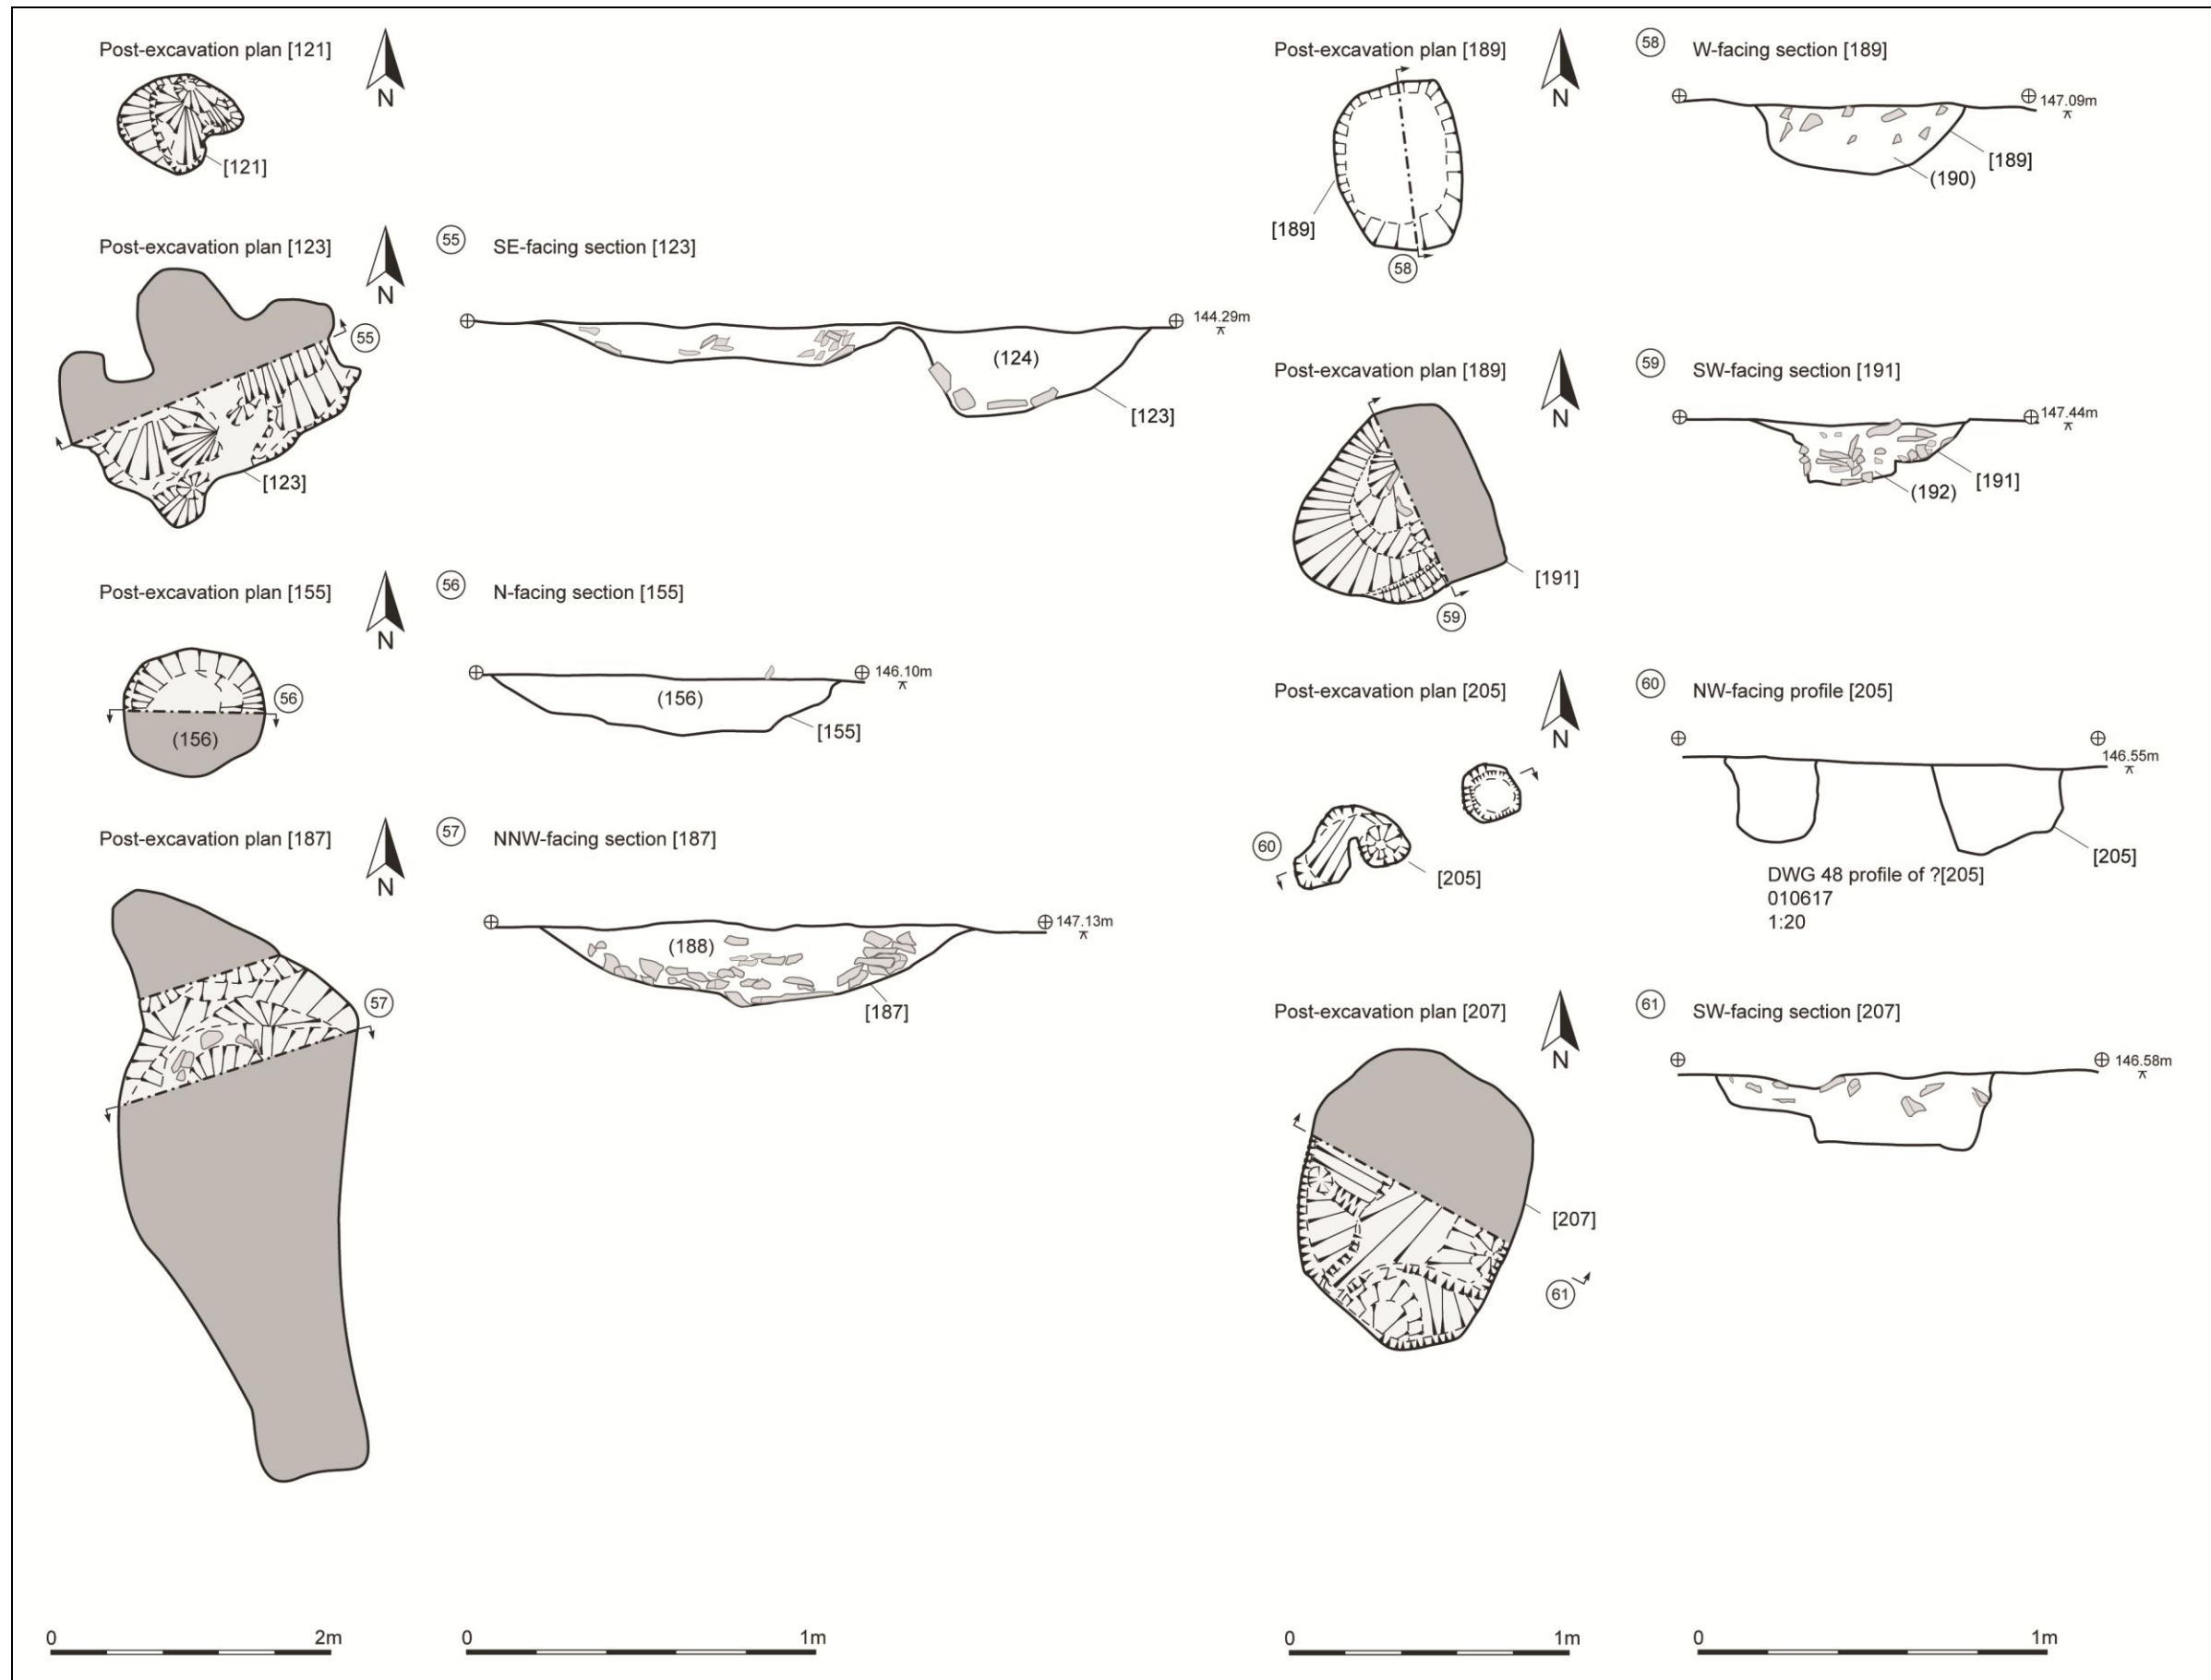 Post-excavation plan [121]
N
[121]
Post-excavation plan [123]
N
55
[123]
55 SE-facing section [123]
144.29m
(124)
[123]
Post-excavation plan [155]
N
56
(156)
56 N-facing section [155]
146.10m
(156)
[155]
Post-excavation plan [187]
N
57
57 NNW-facing section [187]
147.13m
(188)
[187]
0 2m
0 1m
Post-excavation plan [189]
N
[189]
58
58 W-facing section [189]
147.09m
[189]
(190)
Post-excavation plan [189]
N
[191]
59
59 SW-facing section [191]
147.44m
[191]
(192)
Post-excavation plan [205]
N
60
[205]
60 NW-facing profile [205]
146.55m
[205]
DWG 48 profile of ?[205]
010617
1:20
Post-excavation plan [207]
N
[207]
61
61 SW-facing section [207]
146.58m
0 1m
0 1m